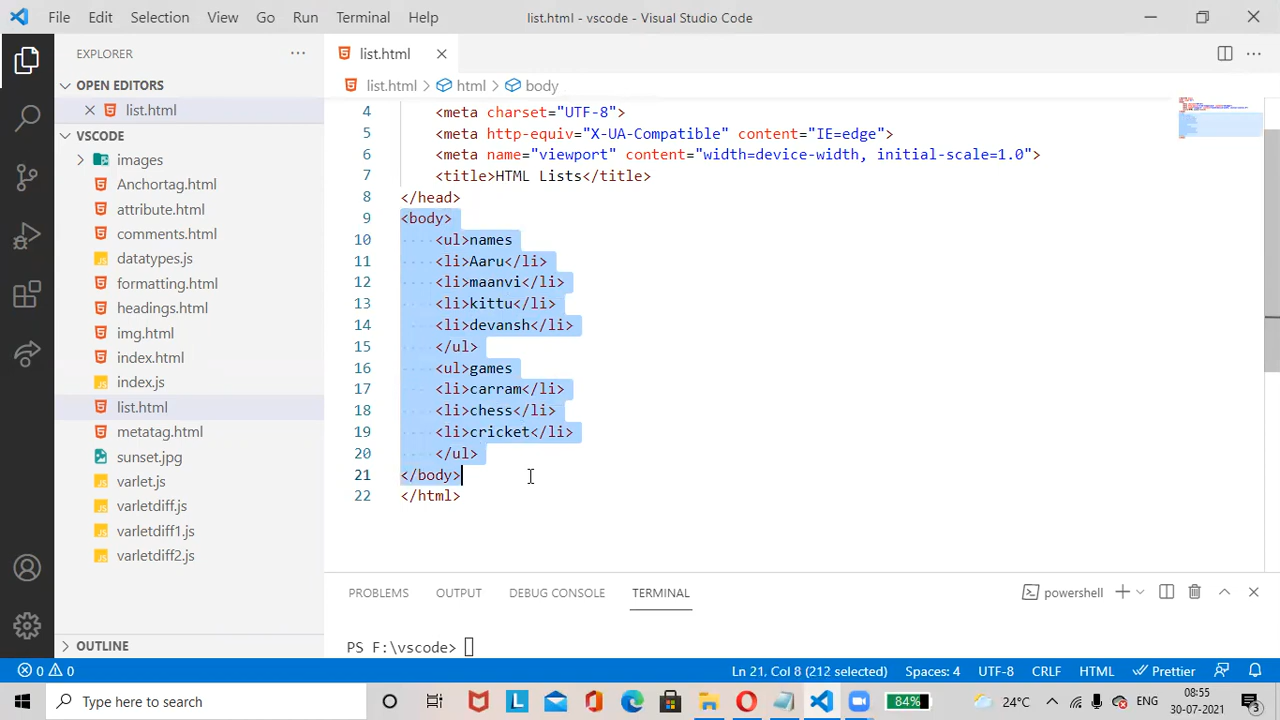 File Edit Selection View Go Run Terminal Help list.html - vscode - Visual Studio Code
EXPLORER
OPEN EDITORS
list.html
VSCODE
images
Anchortag.html
attribute.html
comments.html
datatypes.js
formatting.html
headings.html
img.html
index.html
index.js
list.html
metatag.html
sunset.jpg
varlet.js
varletdiff.js
varletdiff1.js
varletdiff2.js
OUTLINE
list.html
list.html > html > body
4 <meta charset="UTF-8">
5 <meta http-equiv="X-UA-Compatible" content="IE=edge">
6 <meta name="viewport" content="width=device-width, initial-scale=1.0">
7 <title>HTML Lists</title>
8 </head>
9 <body>
10 <ul>names
11 <li>Aaru</li>
12 <li>maanvi</li>
13 <li>kittu</li>
14 <li>devansh</li>
15 </ul>
16 <ul>games
17 <li>carram</li>
18 <li>chess</li>
19 <li>cricket</li>
20 </ul>
21 </body>
22 </html>
PROBLEMS OUTPUT DEBUG CONSOLE TERMINAL powershell
PS F:\vscode>
0 0 Ln 21, Col 8 (212 selected) Spaces: 4 UTF-8 CRLF HTML Prettier
Type here to search L 84% 24°C ENG 08:55
30-07-2021 3